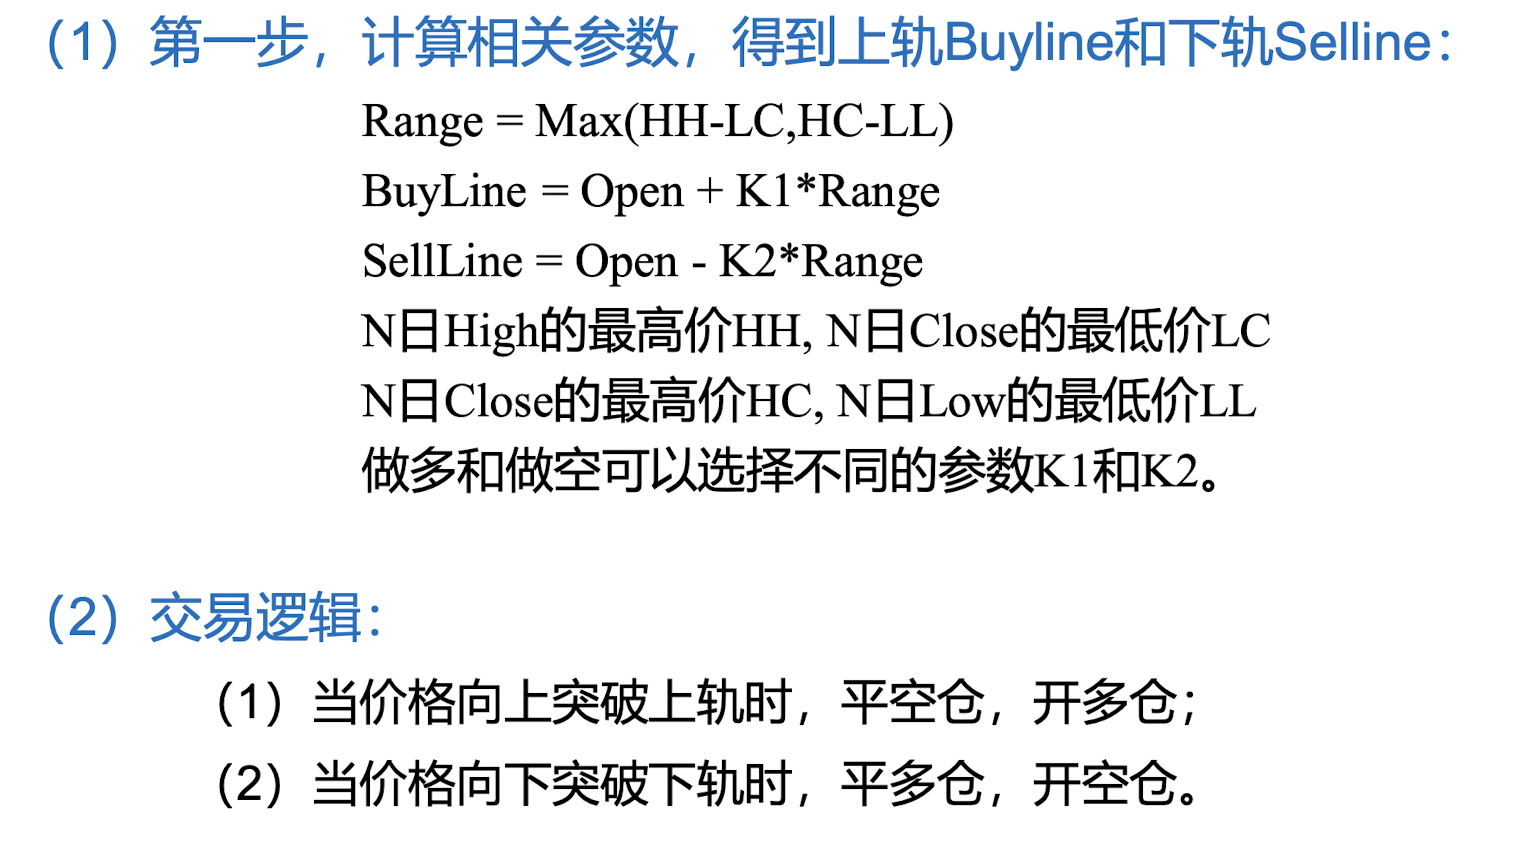 （1）第一步，计算相关参数，得到上轨Buyline和下轨Selline：
Range = Max(HH-LC,HC-LL)
BuyLine = Open + K1*Range
SellLine = Open - K2*Range
N日High的最高价HH, N日Close的最低价LC
N日Close的最高价HC, N日Low的最低价LL
做多和做空可以选择不同的参数K1和K2。
（2）交易逻辑：
（1）当价格向上突破上轨时，平空仓，开多仓；
（2）当价格向下突破下轨时，平多仓，开空仓。